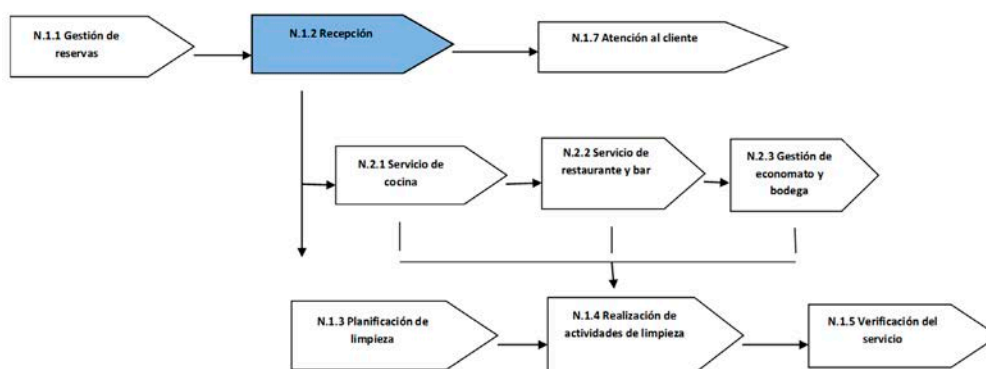 N.1.1 Gestión de
reservas
N.1.2 Recepción
N.1.7 Atención al cliente
N.2.1 Servicio de
cocina
N.2.2 Servicio de
restaurante y bar
N.2.3 Gestión de
economato y
bodega
N.1.3 Planificación de
limpieza
N.1.4 Realización de
actividades de limpieza
N.1.5 Verificación del
servicio